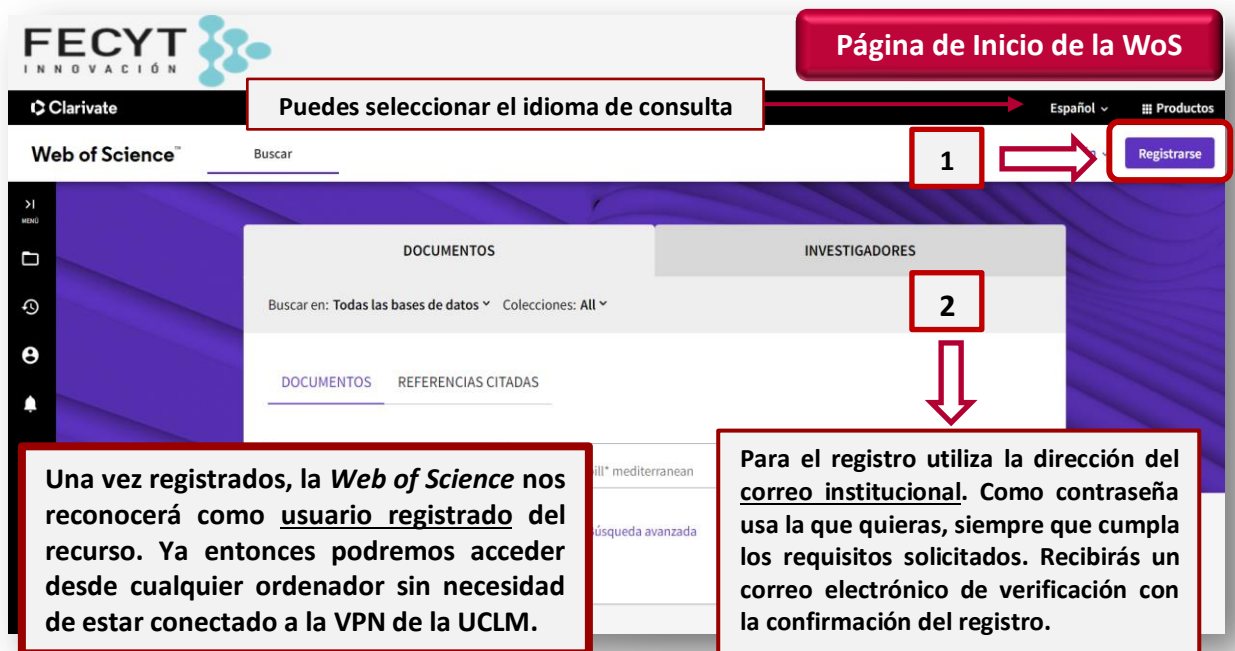 FECYT
INNOVACIÓN
Página de Inicio de la WoS
Clarivate
Puedes seleccionar el idioma de consulta
Español
Productos
Web of Science™
Buscar
1
Registrarse
MENÚ
DOCUMENTOS
INVESTIGADORES
Buscar en: Todas las bases de datos Colecciones: All
2
DOCUMENTOS REFERENCIAS CITADAS
mediterranean
avanzada
Una vez registrados, la Web of Science nos
reconocerá como usuario registrado del
recurso. Ya entonces podremos acceder
desde cualquier ordenador sin necesidad
de estar conectado a la VPN de la UCLM.
Para el registro utiliza la dirección del
correo institucional. Como contraseña
usa la que quieras, siempre que cumpla
los requisitos solicitados. Recibirás un
correo electrónico de verificación con
la confirmación del registro.